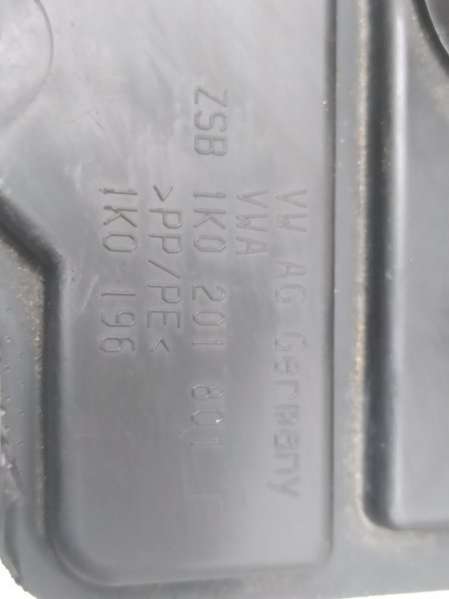 VW AG Germany
VWA
ZSB 1K0 201 801
>PP/PE<
1K0 196